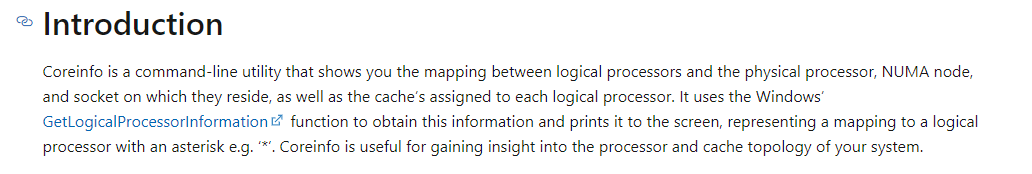 Introduction
Coreinfo is a command-line utility that shows you the mapping between logical processors and the physical processor, NUMA node,
and socket on which they reside, as well as the cache’s assigned to each logical processor. It uses the Windows’
GetLogicalProcessorInformation function to obtain this information and prints it to the screen, representing a mapping to a logical
processor with an asterisk e.g. ‘*’. Coreinfo is useful for gaining insight into the processor and cache topology of your system.